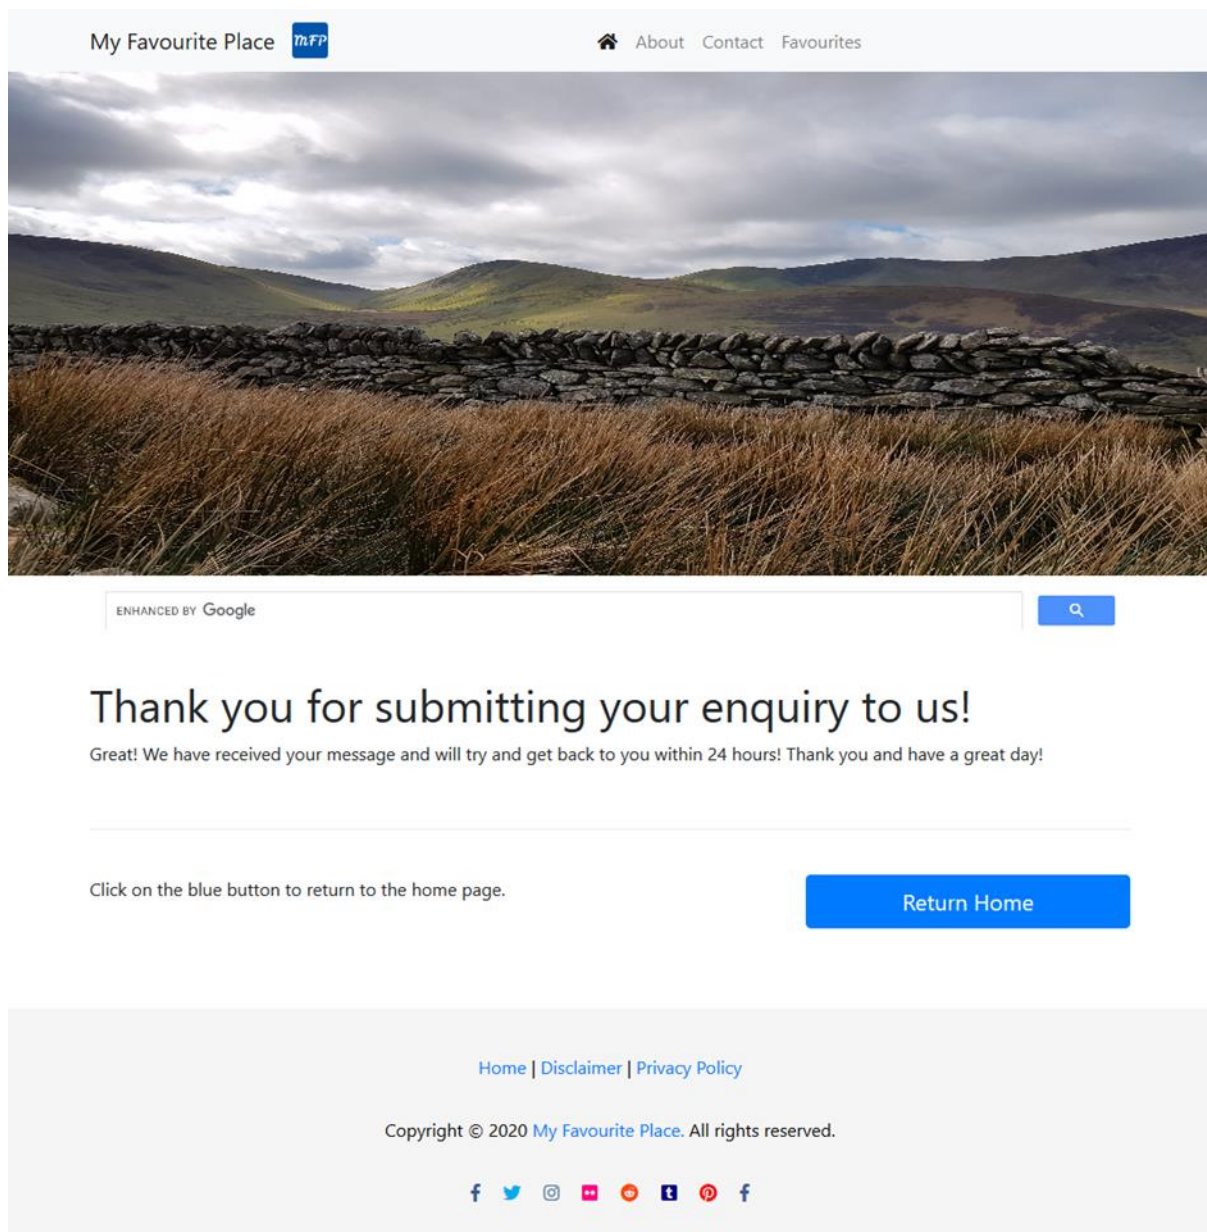 My Favourite Place MFP About Contact Favourites
ENHANCED BY Google
Thank you for submitting your enquiry to us!
Great! We have received your message and will try and get back to you within 24 hours! Thank you and have a great day!
Click on the blue button to return to the home page.
Return Home
Home | Disclaimer | Privacy Policy
Copyright © 2020 My Favourite Place. All rights reserved.